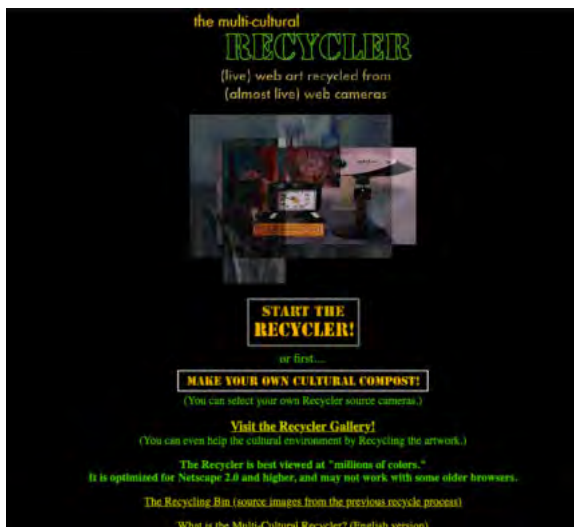 the multi-cultural
RECYCLER
(live) web art recycled from
(almost live) web cameras
START THE
RECYCLER!
or first....
MAKE YOUR OWN CULTURAL COMPOST!
(You can select your own Recycler source cameras.)
Visit the Recycler Gallery!
(You can even help the cultural environment by Recycling the artwork.)
The Recycler is best viewed at "millions of colors."
It is optimized for Netscape 2.0 and higher, and may not work with some older browsers.
The Recycling Bin (source images from the previous recycle process)
What is the Multi-Cultural Recycler? (English version)